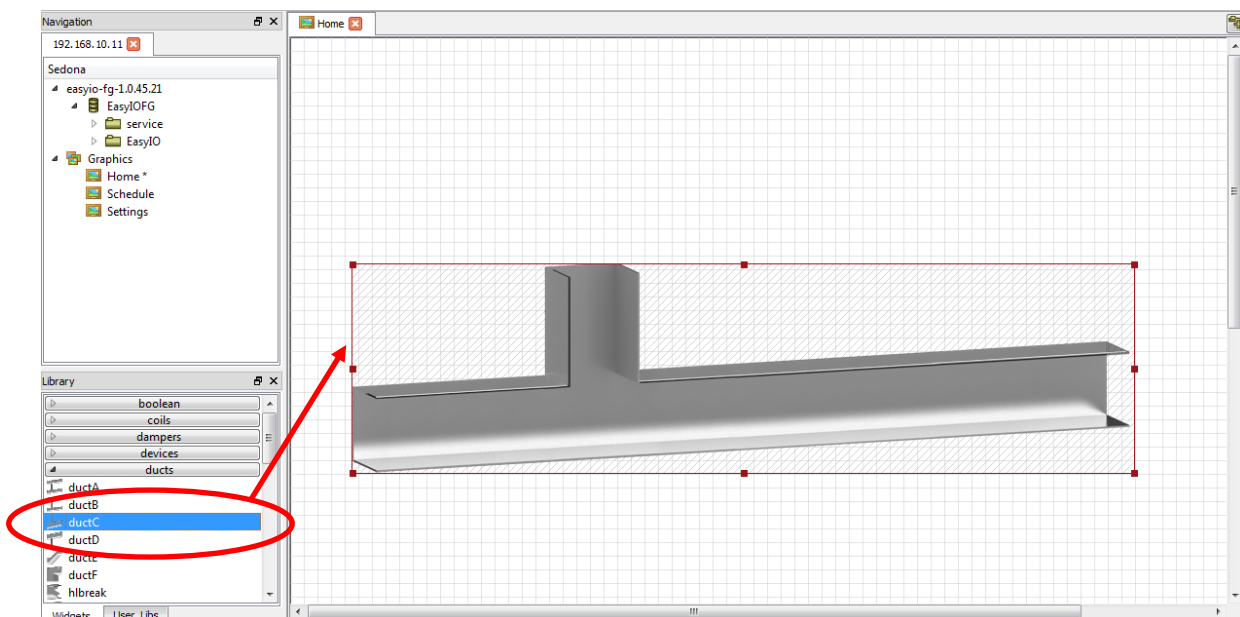 Navigation
192.168.10.11
Sedona
easyio-fg-1.0.45.21
EasyIOFG
service
EasyIO
Graphics
Home *
Schedule
Settings
Library
boolean
coils
dampers
devices
ducts
ductA
ductB
ductC
ductD
ductE
ductF
hlbreak
Widgets User_Libs
Home